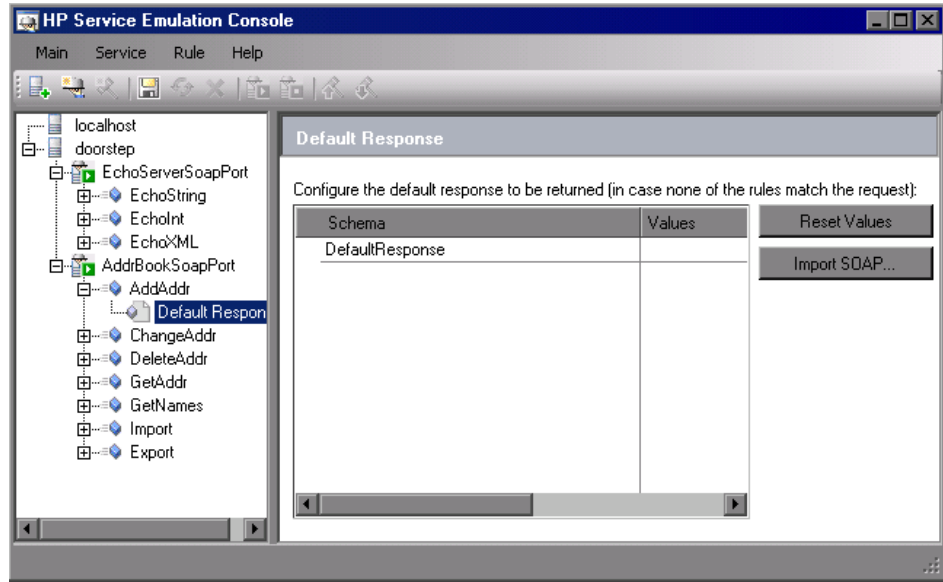 HP Service Emulation Console
Main Service Rule Help
localhost
doorstep
EchoServerSoapPort
EchoString
EchoInt
EchoXML
AddrBookSoapPort
AddAddr
Default Respon
ChangeAddr
DeleteAddr
GetAddr
GetNames
Import
Export
Default Response
Configure the default response to be returned (in case none of the rules match the request):
Schema Values
DefaultResponse
Reset Values
Import SOAP...